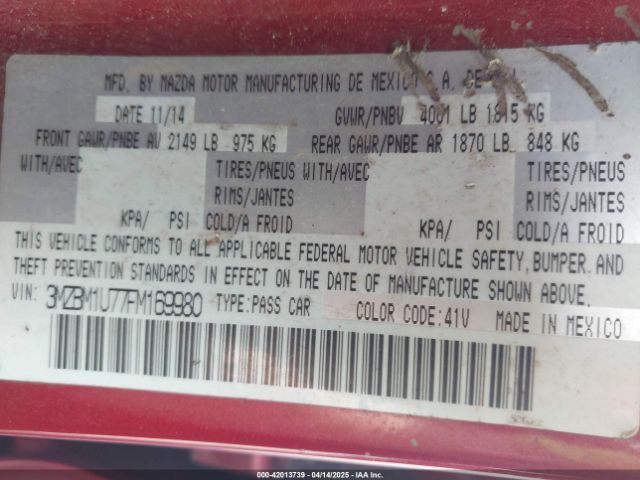 MFD. BY MAZDA MOTOR MANUFACTURING DE MEXICO S.A. DE
DATE 11/14 GVWR/PNBV 4001 LB 1815 KG
FRONT GAWR/PNBE AV 2149 LB 975 KG REAR GAWR/PNBE AR 1870 LB 848 KG
WITH/AVEC TIRES/PNEUS WITH/AVEC TIRES/PNEUS
RIMS/JANTES RIMS/JANTES
KPA/ PSI COLD/A FROID KPA/ PSI COLD/A FROID
THIS VEHICLE CONFORMS TO ALL APPLICABLE FEDERAL MOTOR VEHICLE SAFETY, BUMPER, AND
THEFT PREVENTION STANDARDS IN EFFECT ON THE DATE OF MANUFACTURE SHOWN ABOVE.
VIN: 3MZBM1U77FM169980 TYPE:PASS CAR COLOR CODE:41V MADE IN MEXICO
000-42013739 - 04/14/2025 -